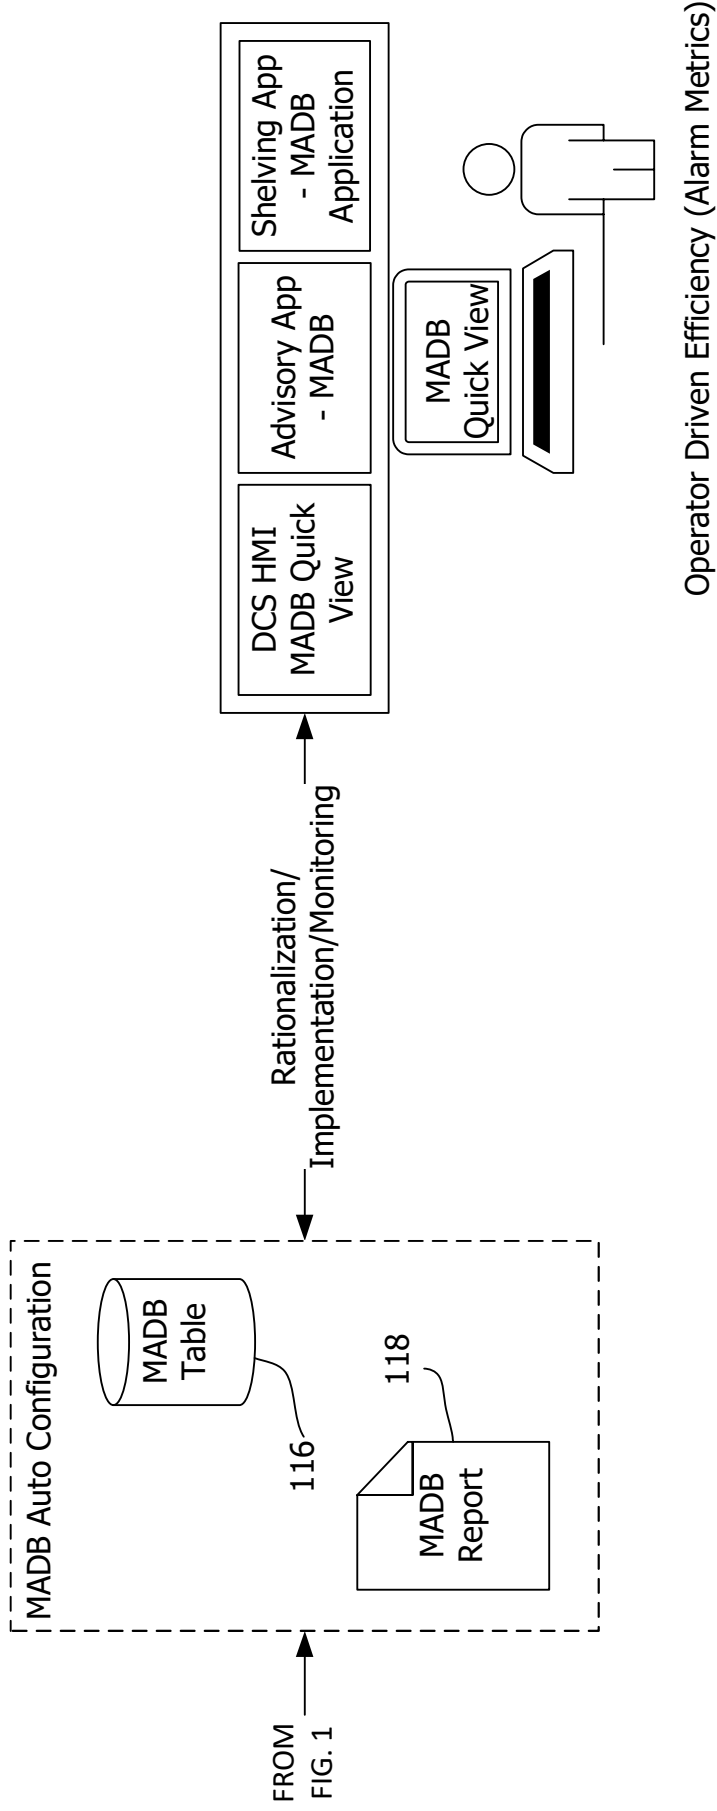 FROM
FIG. 1
MADB Auto Configuration
MADB
Table
116
118
MADB
Report
Rationalization/
Implementation/Monitoring
DCS HMI
MADB Quick
View
Advisory App
- MADB
Shelving App
- MADB
Application
MADB
Quick View
Operator Driven Efficiency (Alarm Metrics)